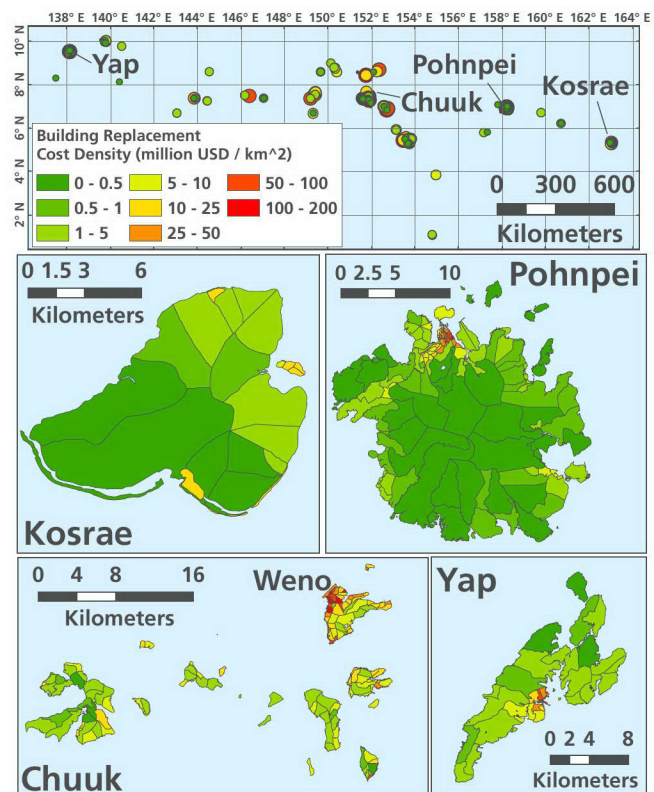 138° E 140° E 142° E 144° E 146° E 148° E 150° E 152° E 154° E 156° E 158° E 160° E 162° E 164° E
10° N
8° N
6° N
4° N
2° N
Yap
Pohnpei
Kosrae
Chuuk
Building Replacement
Cost Density (million USD / km^2)
0 - 0.5 5 - 10 50 - 100
0.5 - 1 10 - 25 100 - 200
1 - 5 25 - 50
0 300 600
Kilometers
0 1.5 3 6
Kilometers
Kosrae
0 2.5 5 10
Kilometers
Pohnpei
0 4 8 16
Kilometers
Weno
Chuuk
Yap
0 2 4 8
Kilometers